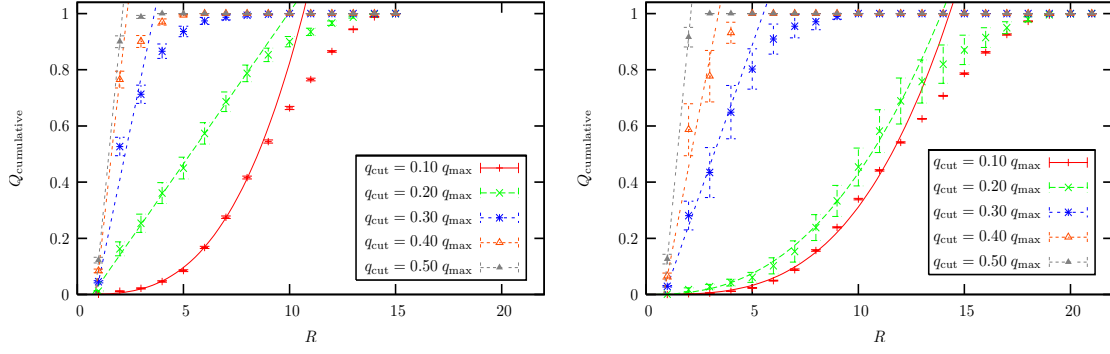 1
0.8
0.6
0.4
0.2
0
Q_cumulative
0 5 10 15 20
R
q_cut = 0.10 q_max
q_cut = 0.20 q_max
q_cut = 0.30 q_max
q_cut = 0.40 q_max
q_cut = 0.50 q_max
1
0.8
0.6
0.4
0.2
0
Q_cumulative
0 5 10 15 20
R
q_cut = 0.10 q_max
q_cut = 0.20 q_max
q_cut = 0.30 q_max
q_cut = 0.40 q_max
q_cut = 0.50 q_max